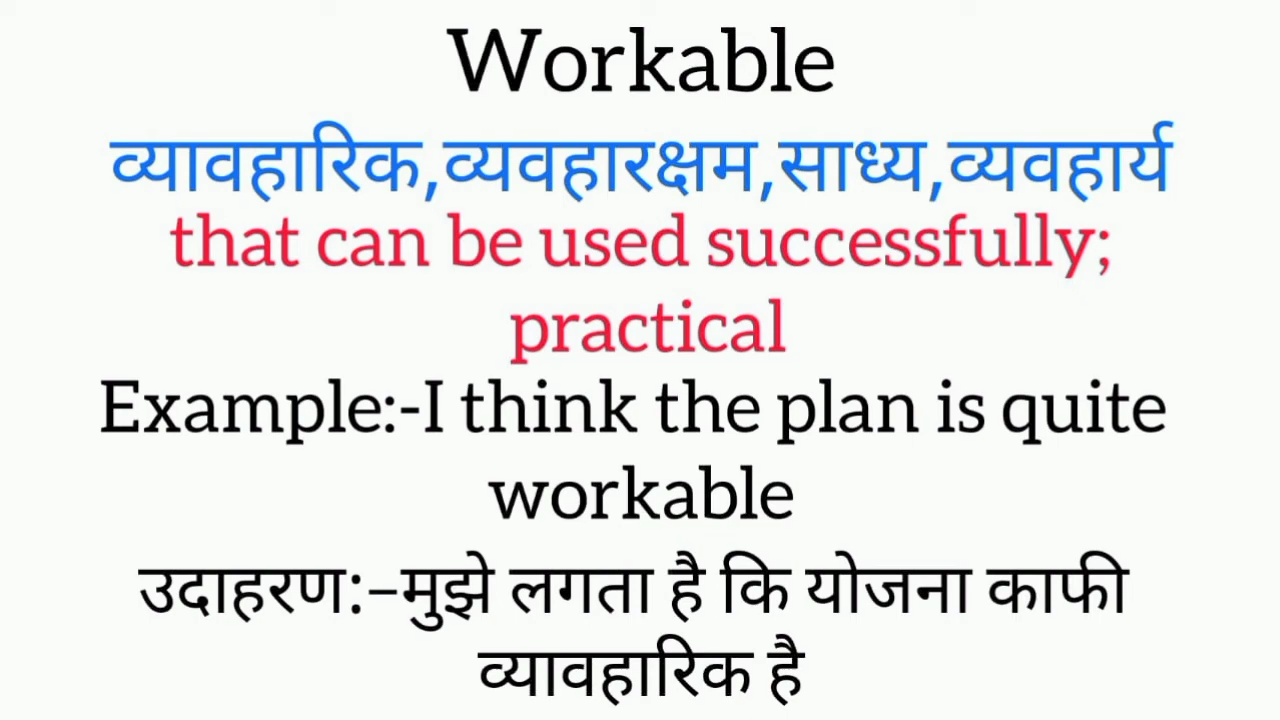 Workable
व्यावहारिक,व्यवहारक्षम,साध्य,व्यवहार्य
that can be used successfully;
practical
Example:-I think the plan is quite
workable
उदाहरण:–मुझे लगता है कि योजना काफी
व्यावहारिक है